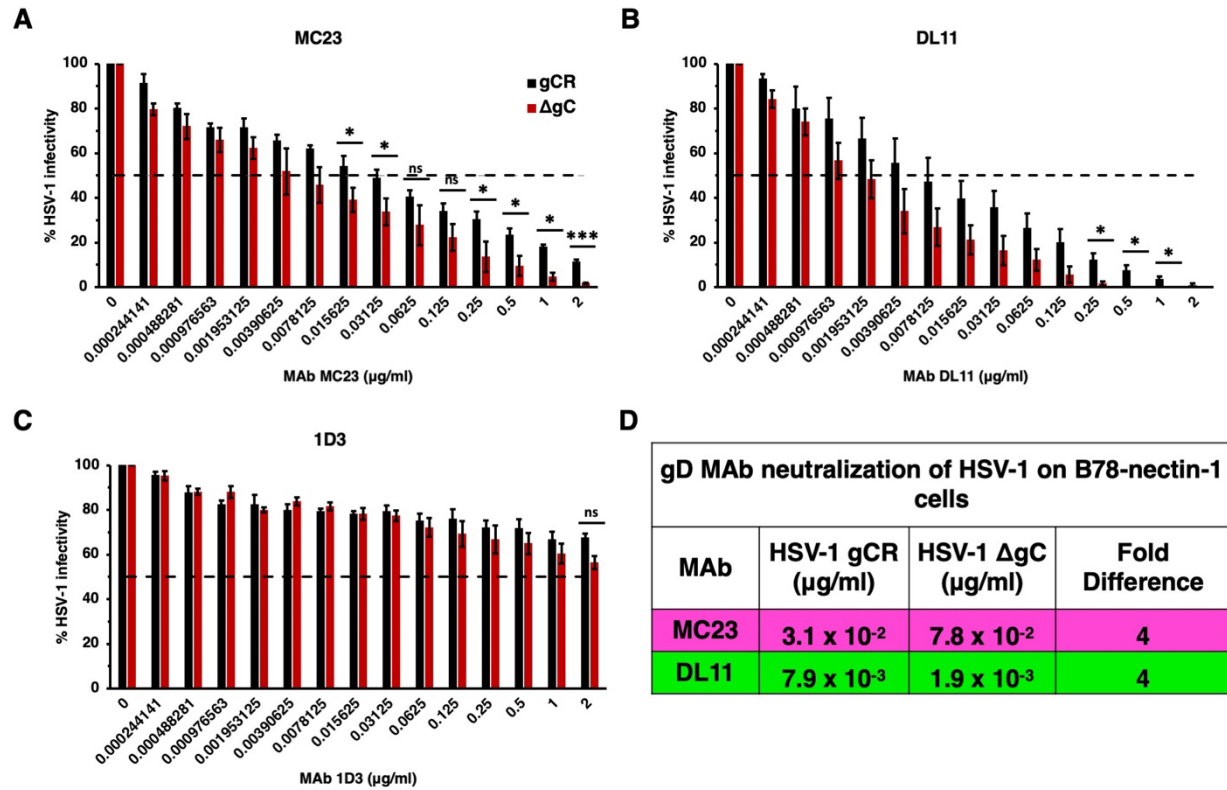 A
MC23
% HSV-1 infectivity
100
80
60
40
20
0
gCR
ΔgC
*
*
ns
ns
*
*
*
***
0
0.000244141
0.000488281
0.000976563
0.001953125
0.00390625
0.0078125
0.015625
0.03125
0.0625
0.125
0.25
0.5
1
2
MAb MC23 (µg/ml)
B
DL11
% HSV-1 infectivity
100
80
60
40
20
0
*
*
*
0
0.000244141
0.000488281
0.000976563
0.001953125
0.00390625
0.0078125
0.015625
0.03125
0.0625
0.125
0.25
0.5
1
2
MAb DL11 (µg/ml)
C
1D3
% HSV-1 infectivity
100
80
60
40
20
0
ns
0
0.000244141
0.000488281
0.000976563
0.001953125
0.00390625
0.0078125
0.015625
0.03125
0.0625
0.125
0.25
0.5
1
2
MAb 1D3 (µg/ml)
D
gD MAb neutralization of HSV-1 on B78-nectin-1
cells
MAb
HSV-1 gCR
(µg/ml)
HSV-1 ΔgC
(µg/ml)
Fold
Difference
MC23
3.1 x 10⁻²
7.8 x 10⁻²
4
DL11
7.9 x 10⁻³
1.9 x 10⁻³
4